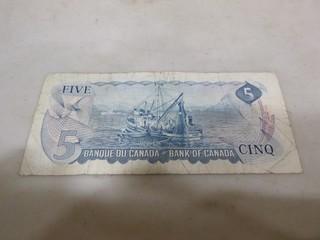 FIVE 5
5 BANQUE DU CANADA - BANK OF CANADA CINQ